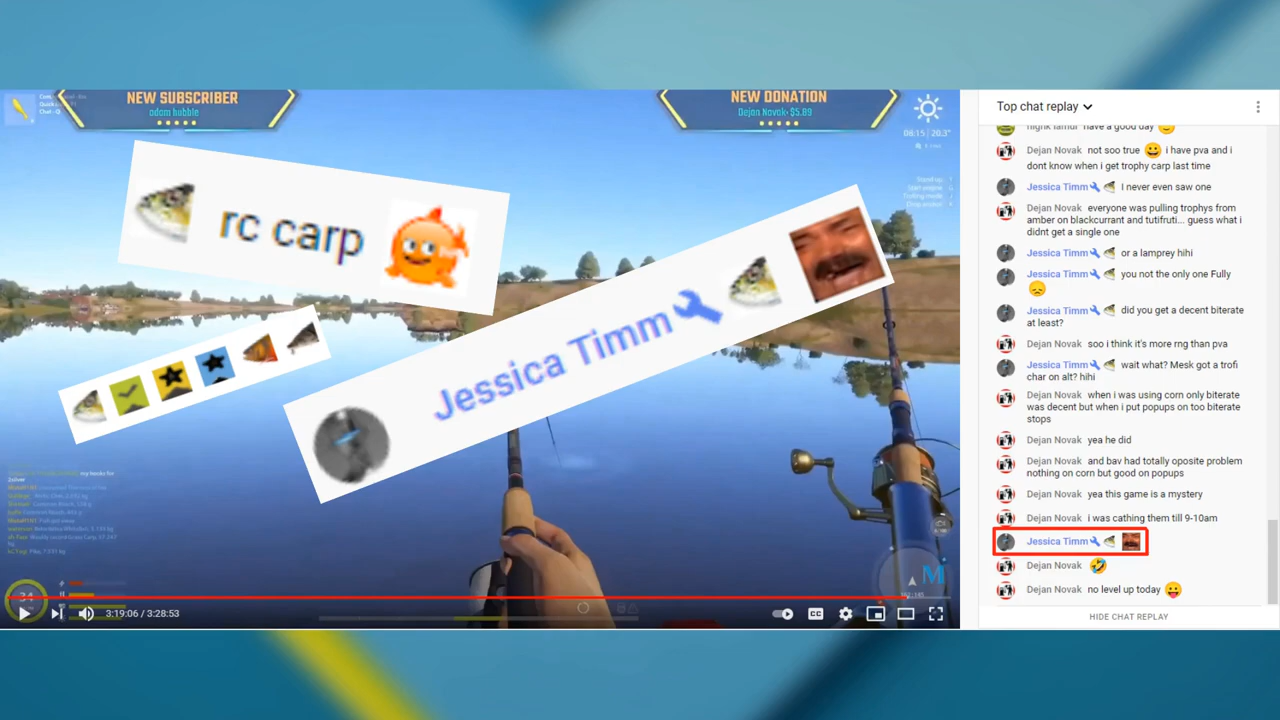 NEW SUBSCRIBER
adam hubble
NEW DONATION
Dejan Novak: $5.89
08:15 | 20.3°
rc carp
Jessica Timm
M
3:19:06 / 3:28:53
CC
Top chat replay
have a good day
Dejan Novak not soo true i have pva and i
dont know when i get trophy carp last time
Jessica Timm I never even saw one
Dejan Novak everyone was pulling trophys from
amber on blackcurrant and tutifruti... guess what i
didnt get a single one
Jessica Timm or a lamprey hihi
Jessica Timm you not the only one Fully
Jessica Timm did you get a decent biterate
at least?
Dejan Novak soo i think it's more rng than pva
Jessica Timm wait what? Mesk got a trofi
char on alt? hihi
Dejan Novak when i was using corn only biterate
was decent but when i put popups on too biterate
stops
Dejan Novak yea he did
Dejan Novak and bav had totally oposite problem
nothing on corn but good on popups
Dejan Novak yea this game is a mystery
Dejan Novak i was cathing them till 9-10am
Jessica Timm
Dejan Novak
Dejan Novak no level up today
HIDE CHAT REPLAY